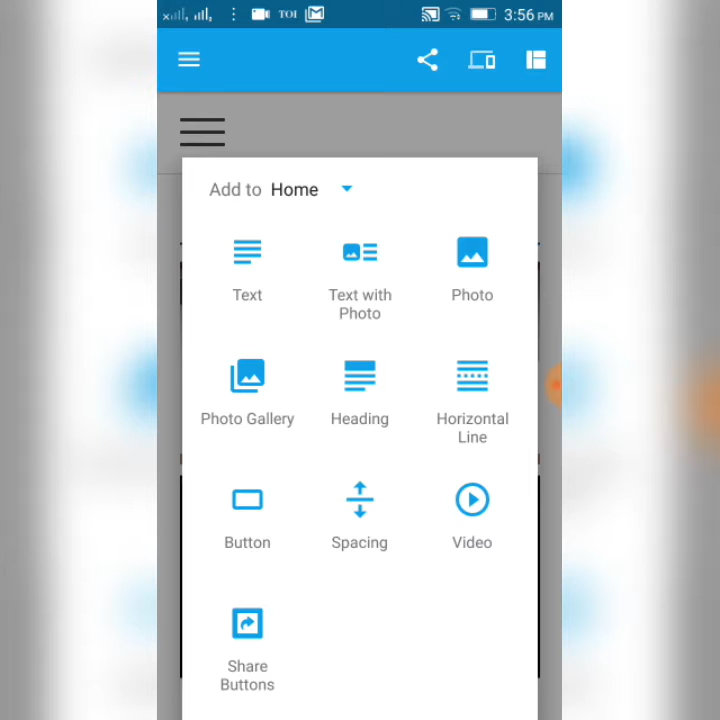 TOI
3:56 PM
Add to Home
Text
Text with
Photo
Photo
Photo Gallery
Heading
Horizontal
Line
Button
Spacing
Video
Share
Buttons